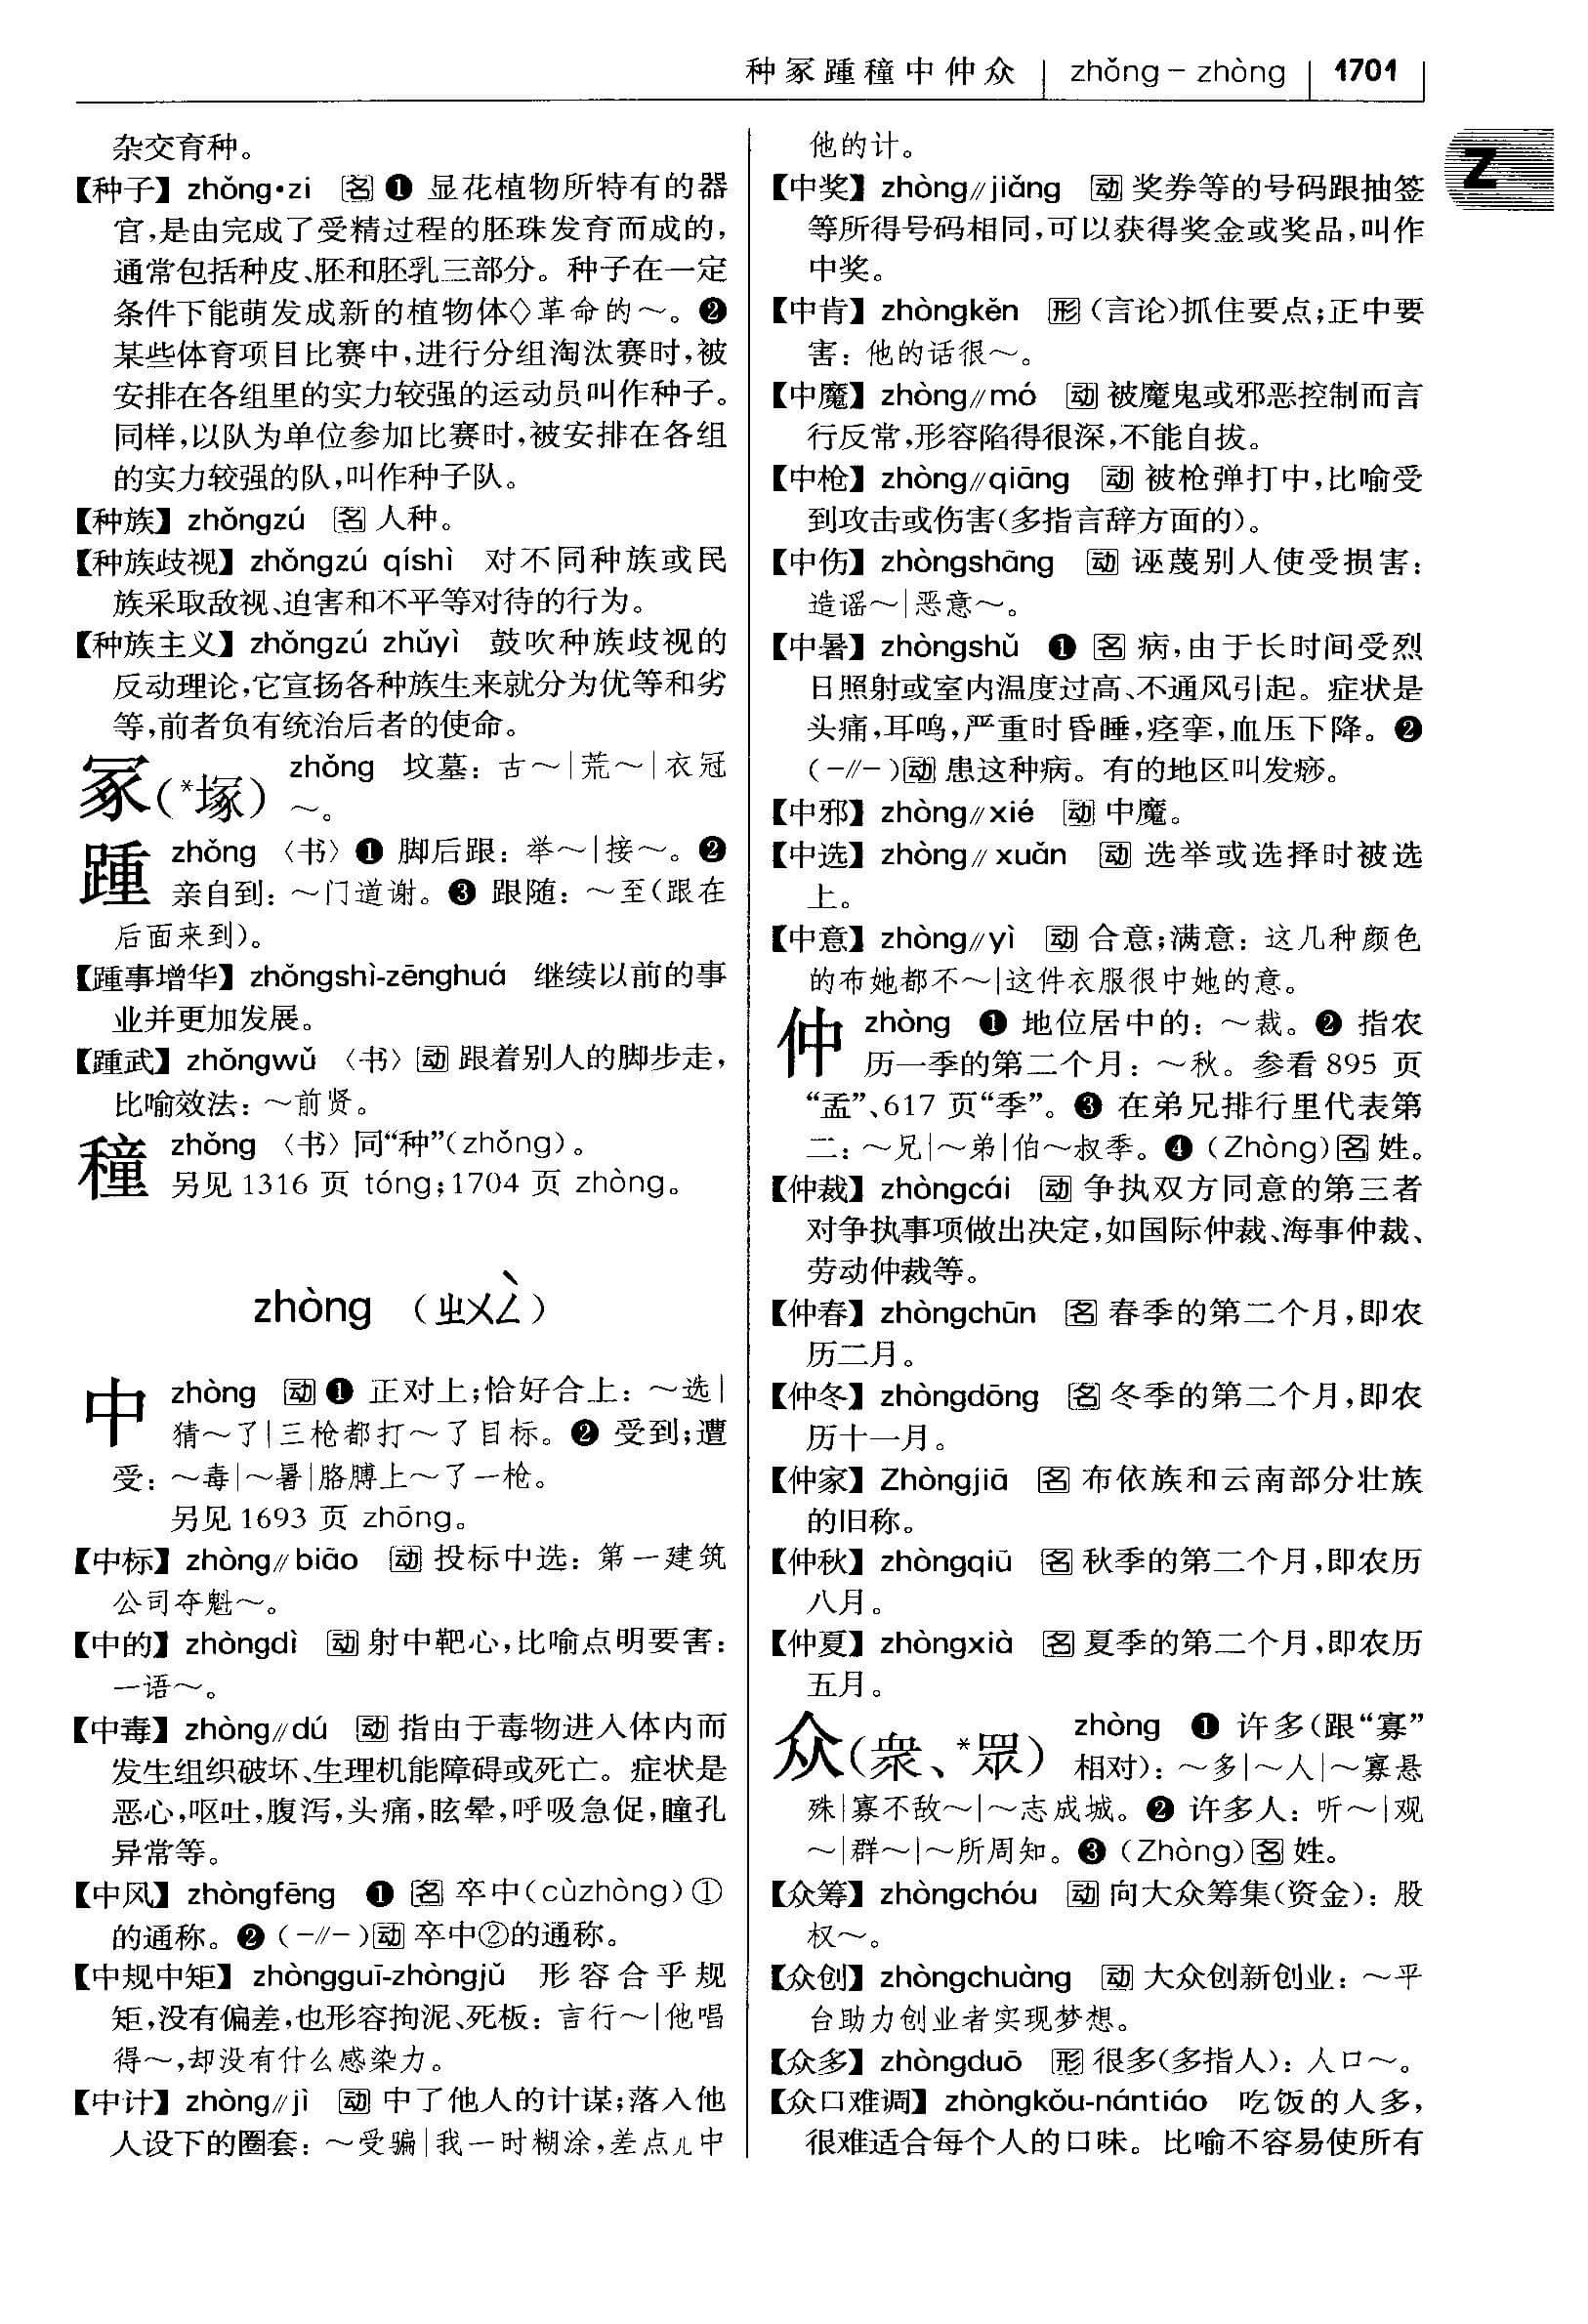 种冢踵穜中仲众 zhǒng－zhòng 1701
Z
杂交育种。
【种子】zhǒng•zi 名❶ 显花植物所特有的器
官，是由完成了受精过程的胚珠发育而成的，
通常包括种皮、胚和胚乳三部分。种子在一定
条件下能萌发成新的植物体◇革命的～。❷
某些体育项目比赛中，进行分组淘汰赛时，被
安排在各组里的实力较强的运动员叫作种子。
同样，以队为单位参加比赛时，被安排在各组
的实力较强的队，叫作种子队。
【种族】zhǒngzú 名 人种。
【种族歧视】zhǒngzú qíshì 对不同种族或民
族采取敌视、迫害和不平等对待的行为。
【种族主义】zhǒngzú zhǔyì 鼓吹种族歧视的
反动理论，它宣扬各种族生来就分为优等和劣
等，前者负有统治后者的使命。
冢(*塚) zhǒng 坟墓：古～|荒～|衣冠
～。
踵 zhǒng 〈书〉❶ 脚后跟：举～|接～。❷
亲自到：～门道谢。❸ 跟随：～至(跟在
后面来到)。
【踵事增华】zhǒngshì-zēnghuá 继续以前的事
业并更加发展。
【踵武】zhǒngwǔ 〈书〉动 跟着别人的脚步走，
比喻效法：～前贤。
穜 zhǒng 〈书〉同“种”(zhǒng)。
另见1316 页 tóng；1704 页 zhòng。
zhòng (ㄓㄨㄥˋ)
中 zhòng 动❶ 正对上；恰好合上：～选|
猜～了|三枪都打～了目标。❷ 受到；遭
受：～毒|～暑|胳膊上～了一枪。
另见1693 页 zhōng。
【中标】zhòng//biāo 动 投标中选：第一建筑
公司夺魁～。
【中的】zhòngdì 动 射中靶心，比喻点明要害：
一语～。
【中毒】zhòng//dú 动 指由于毒物进入体内而
发生组织破坏、生理机能障碍或死亡。症状是
恶心，呕吐，腹泻，头痛，眩晕，呼吸急促，瞳孔
异常等。
【中风】zhòngfēng ❶ 名 卒中(cùzhòng)①
的通称。❷(-//-)动 卒中②的通称。
【中规中矩】zhòngguī-zhòngjǔ 形容合乎规
矩，没有偏差，也形容拘泥、死板：言行～|他唱
得～，却没有什么感染力。
【中计】zhòng//jì 动 中了他人的计谋；落入他
人设下的圈套：～受骗|我一时糊涂，差点儿中
他的计。
【中奖】zhòng//jiǎng 动 奖券等的号码跟抽签
等所得号码相同，可以获得奖金或奖品，叫作
中奖。
【中肯】zhòngkěn 形 (言论)抓住要点；正中要
害：他的话很～。
【中魔】zhòng//mó 动 被魔鬼或邪恶控制而言
行反常，形容陷得很深，不能自拔。
【中枪】zhòng//qiāng 动 被枪弹打中，比喻受
到攻击或伤害(多指言辞方面的)。
【中伤】zhòngshāng 动 诬蔑别人使受损害：
造谣～|恶意～。
【中暑】zhòngshǔ ❶ 名 病，由于长时间受烈
日照射或室内温度过高、不通风引起。症状是
头痛，耳鸣，严重时昏睡，痉挛，血压下降。❷
(-//-)动 患这种病。有的地区叫发痧。
【中邪】zhòng//xié 动 中魔。
【中选】zhòng//xuǎn 动 选举或选择时被选
上。
【中意】zhòng//yì 动 合意；满意：这几种颜色
的布她都不～|这件衣服很中她的意。
仲 zhòng ❶ 地位居中的：～裁。❷ 指农
历一季的第二个月：～秋。参看895 页
“孟”、617 页“季”。❸ 在弟兄排行里代表第
二：～兄|～弟|伯～叔季。❹ (Zhòng)名 姓。
【仲裁】zhòngcái 动 争执双方同意的第三者
对争执事项做出决定，如国际仲裁、海事仲裁、
劳动仲裁等。
【仲春】zhòngchūn 名 春季的第二个月，即农
历二月。
【仲冬】zhòngdōng 名 冬季的第二个月，即农
历十一月。
【仲家】Zhòngjiā 名 布依族和云南部分壮族
的旧称。
【仲秋】zhòngqiū 名 秋季的第二个月，即农历
八月。
【仲夏】zhòngxià 名 夏季的第二个月，即农历
五月。
众(衆、*眾) zhòng ❶ 许多(跟“寡”
相对)：～多|～人|～寡悬
殊|寡不敌～|～志成城。❷ 许多人：听～|观
～|群～|～所周知。❸ (Zhòng)名 姓。
【众筹】zhòngchóu 动 向大众筹集(资金)：股
权～。
【众创】zhòngchuàng 动 大众创新创业：～平
台助力创业者实现梦想。
【众多】zhòngduō 形 很多(多指人)：人口～。
【众口难调】zhòngkǒu-nántiáo 吃饭的人多，
很难适合每个人的口味。比喻不容易使所有